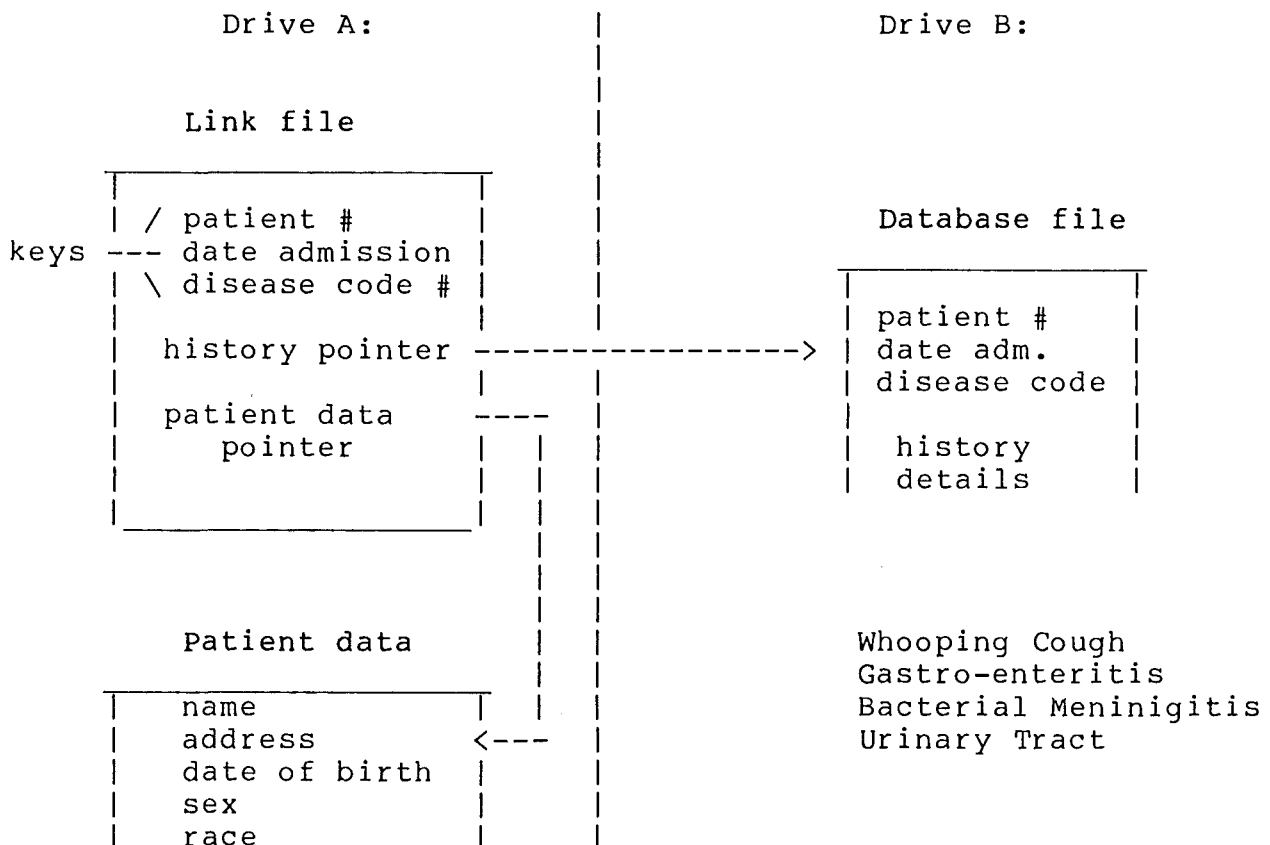 Drive A:
Drive B:
Link file
/ patient #
keys --- date admission
\ disease code #
history pointer ---------------->
patient data ----
pointer
Database file
patient #
date adm.
disease code
history
details
Patient data
name
address <---
date of birth
sex
race
Whooping Cough
Gastro-enteritis
Bacterial Meninigitis
Urinary Tract